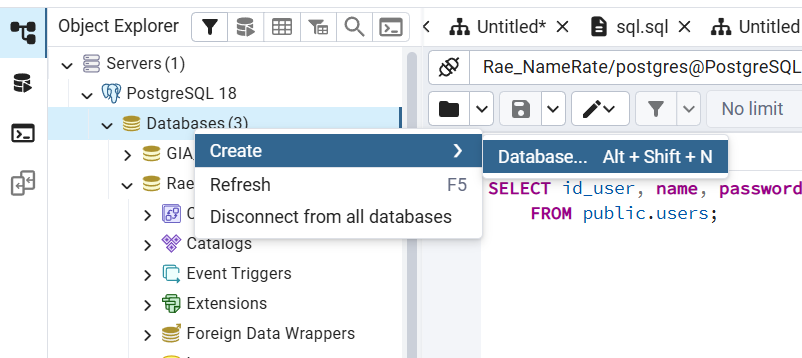 Object Explorer
Untitled*
sql.sql
Untitled
Servers (1)
Rae_NameRate/postgres@PostgreSQL
PostgreSQL 18
Databases (3)
No limit
GIA
Create
Database... Alt + Shift + N
Rae
Refresh F5
SELECT id_user, name, password
Disconnect from all databases
FROM public.users;
Catalogs
Event Triggers
Extensions
Foreign Data Wrappers